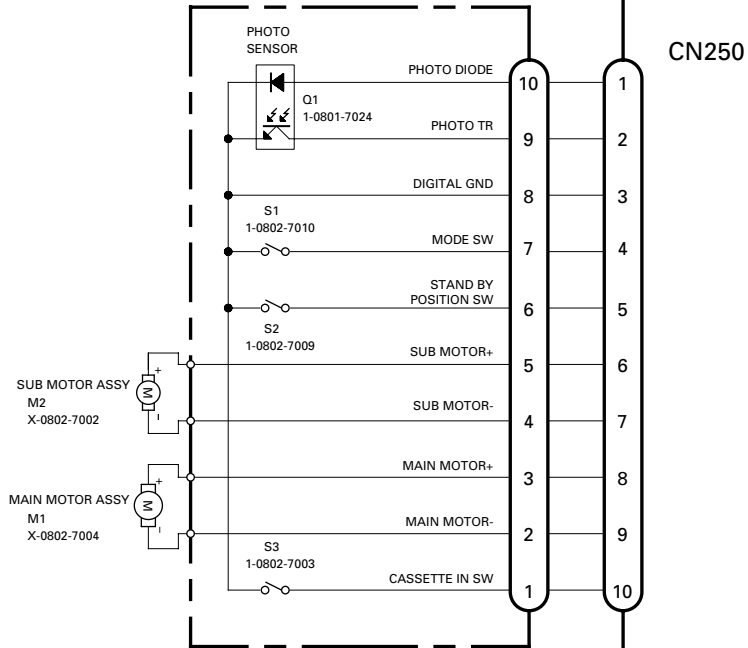 PHOTO
SENSOR
CN250
PHOTO DIODE
10
1
Q1
1-0801-7024
PHOTO TR
9
2
DIGITAL GND
8
3
S1
1-0802-7010
MODE SW
7
4
STAND BY
POSITION SW
6
5
S2
1-0802-7009
SUB MOTOR+
5
6
SUB MOTOR ASSY
M2
X-0802-7002
+
M
–
SUB MOTOR-
4
7
MAIN MOTOR+
3
8
MAIN MOTOR ASSY
M1
X-0802-7004
+
M
–
MAIN MOTOR-
2
9
S3
1-0802-7003
CASSETTE IN SW
1
10